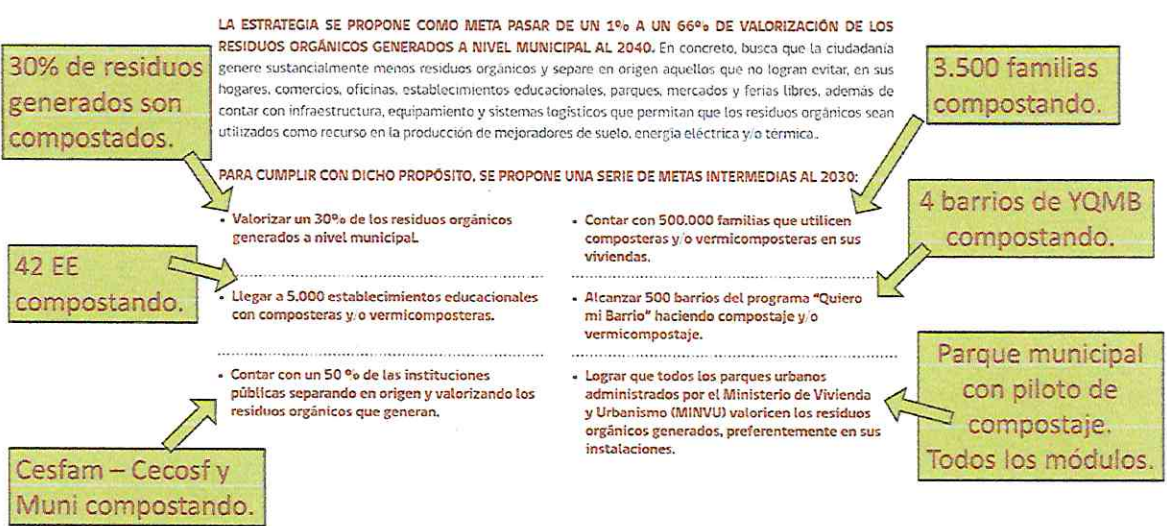 LA ESTRATEGIA SE PROPONE COMO META PASAR DE UN 1% A UN 66% DE VALORIZACIÓN DE LOS
RESIDUOS ORGÁNICOS GENERADOS A NIVEL MUNICIPAL AL 2040. En concreto, busca que la ciudadanía
genere sustancialmente menos residuos orgánicos y separe en origen aquellos que no logran evitar, en sus
hogares, comercios, oficinas, establecimientos educacionales, parques, mercados y ferias libres, además de
contar con infraestructura, equipamiento y sistemas logísticos que permitan que los residuos orgánicos sean
utilizados como recurso en la producción de mejoradores de suelo, energía eléctrica y/o térmica.
30% de residuos
generados son
compostados.
3.500 familias
compostando.
PARA CUMPLIR CON DICHO PROPÓSITO, SE PROPONE UNA SERIE DE METAS INTERMEDIAS AL 2030:
• Valorizar un 30% de los residuos orgánicos
generados a nivel municipal.
• Contar con 500.000 familias que utilicen
composteras y/o vermicomposteras en sus
viviendas.
4 barrios de YQMB
compostando.
42 EE
compostando.
• Llegar a 5.000 establecimientos educacionales
con composteras y/o vermicomposteras.
• Alcanzar 500 barrios del programa "Quiero
mi Barrio" haciendo compostaje y/o
vermicompostaje.
• Contar con un 50 % de las instituciones
públicas separando en origen y valorizando los
residuos orgánicos que generan.
• Lograr que todos los parques urbanos
administrados por el Ministerio de Vivienda
y Urbanismo (MINVU) valoricen los residuos
orgánicos generados, preferentemente en sus
instalaciones.
Parque municipal
con piloto de
compostaje.
Todos los módulos.
Cesfam – Cecosf y
Muni compostando.